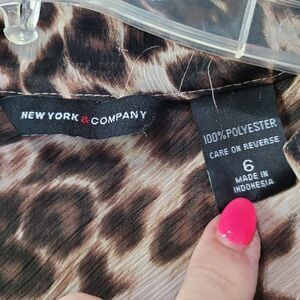 NEW YORK & COMPANY
100% POLYESTER
CARE ON REVERSE
6
MADE IN
INDONESIA